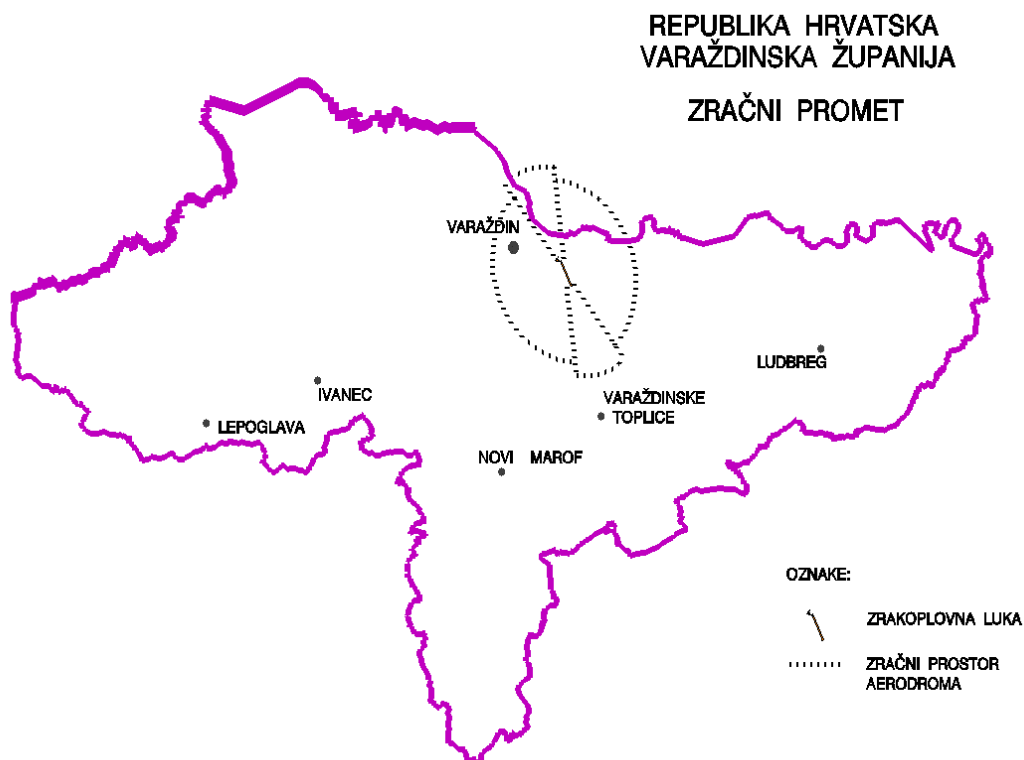 REPUBLIKA HRVATSKA
VARAŽDINSKA ŽUPANIJA
ZRAČNI PROMET
VARAŽDIN
LUDBREG
IVANEC
VARAŽDINSKE
TOPLICE
LEPOGLAVA
NOVI MAROF
OZNAKE:
ZRAKOPLOVNA LUKA
ZRAČNI PROSTOR
AERODROMA